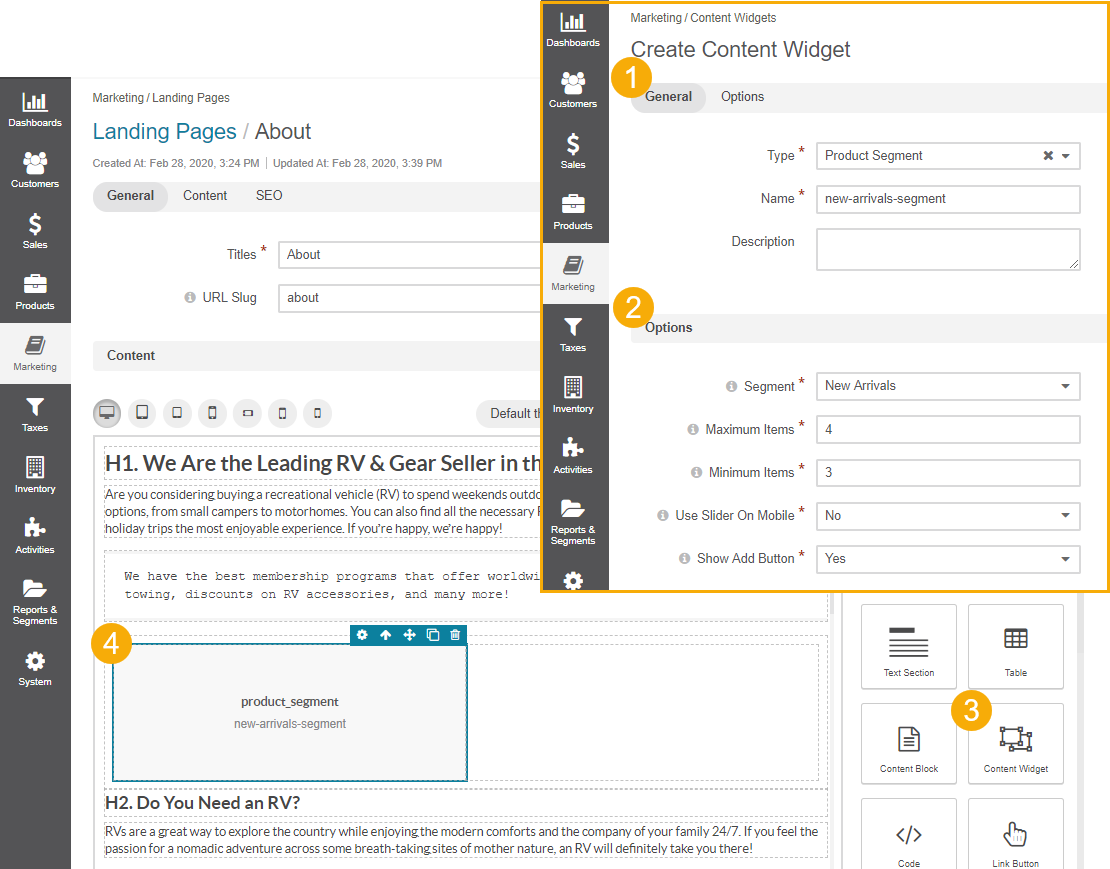 Marketing / Content Widgets
Create Content Widget
1
General
Options
Type *
Product Segment
Name *
new-arrivals-segment
Description
2
Options
Segment *
New Arrivals
Maximum Items *
4
Minimum Items *
3
Use Slider On Mobile *
No
Show Add Button *
Yes
Dashboards
Customers
Sales
Products
Marketing
Taxes
Inventory
Activities
Reports &
Segments
Dashboards
Customers
Sales
Products
Marketing
Taxes
Inventory
Activities
Reports &
Segments
System
Marketing / Landing Pages
Landing Pages / About
Created At: Feb 28, 2020, 3:24 PM | Updated At: Feb 28, 2020, 3:39 PM
General
Content
SEO
Titles *
About
URL Slug
about
Content
Default
H1. We Are the Leading RV & Gear Seller in
Are you considering buying a recreational vehicle (RV) to spend weekends
options, from small campers to motorhomes. You can also find all the necessary
holiday trips the most enjoyable experience. If you're happy, we're happy!
We have the best membership programs that offer
towing, discounts on RV accessories, and many more!
4
product_segment
new-arrivals-segment
H2. Do You Need an RV?
RVs are a great way to explore the country while enjoying the modern comforts and the company of your family 24/7. If you feel the
passion for a nomadic adventure across some breath-taking sites of mother nature, an RV will definitely take you there!
Text Section
Table
3
Content Block
Content Widget
Code
Link Button